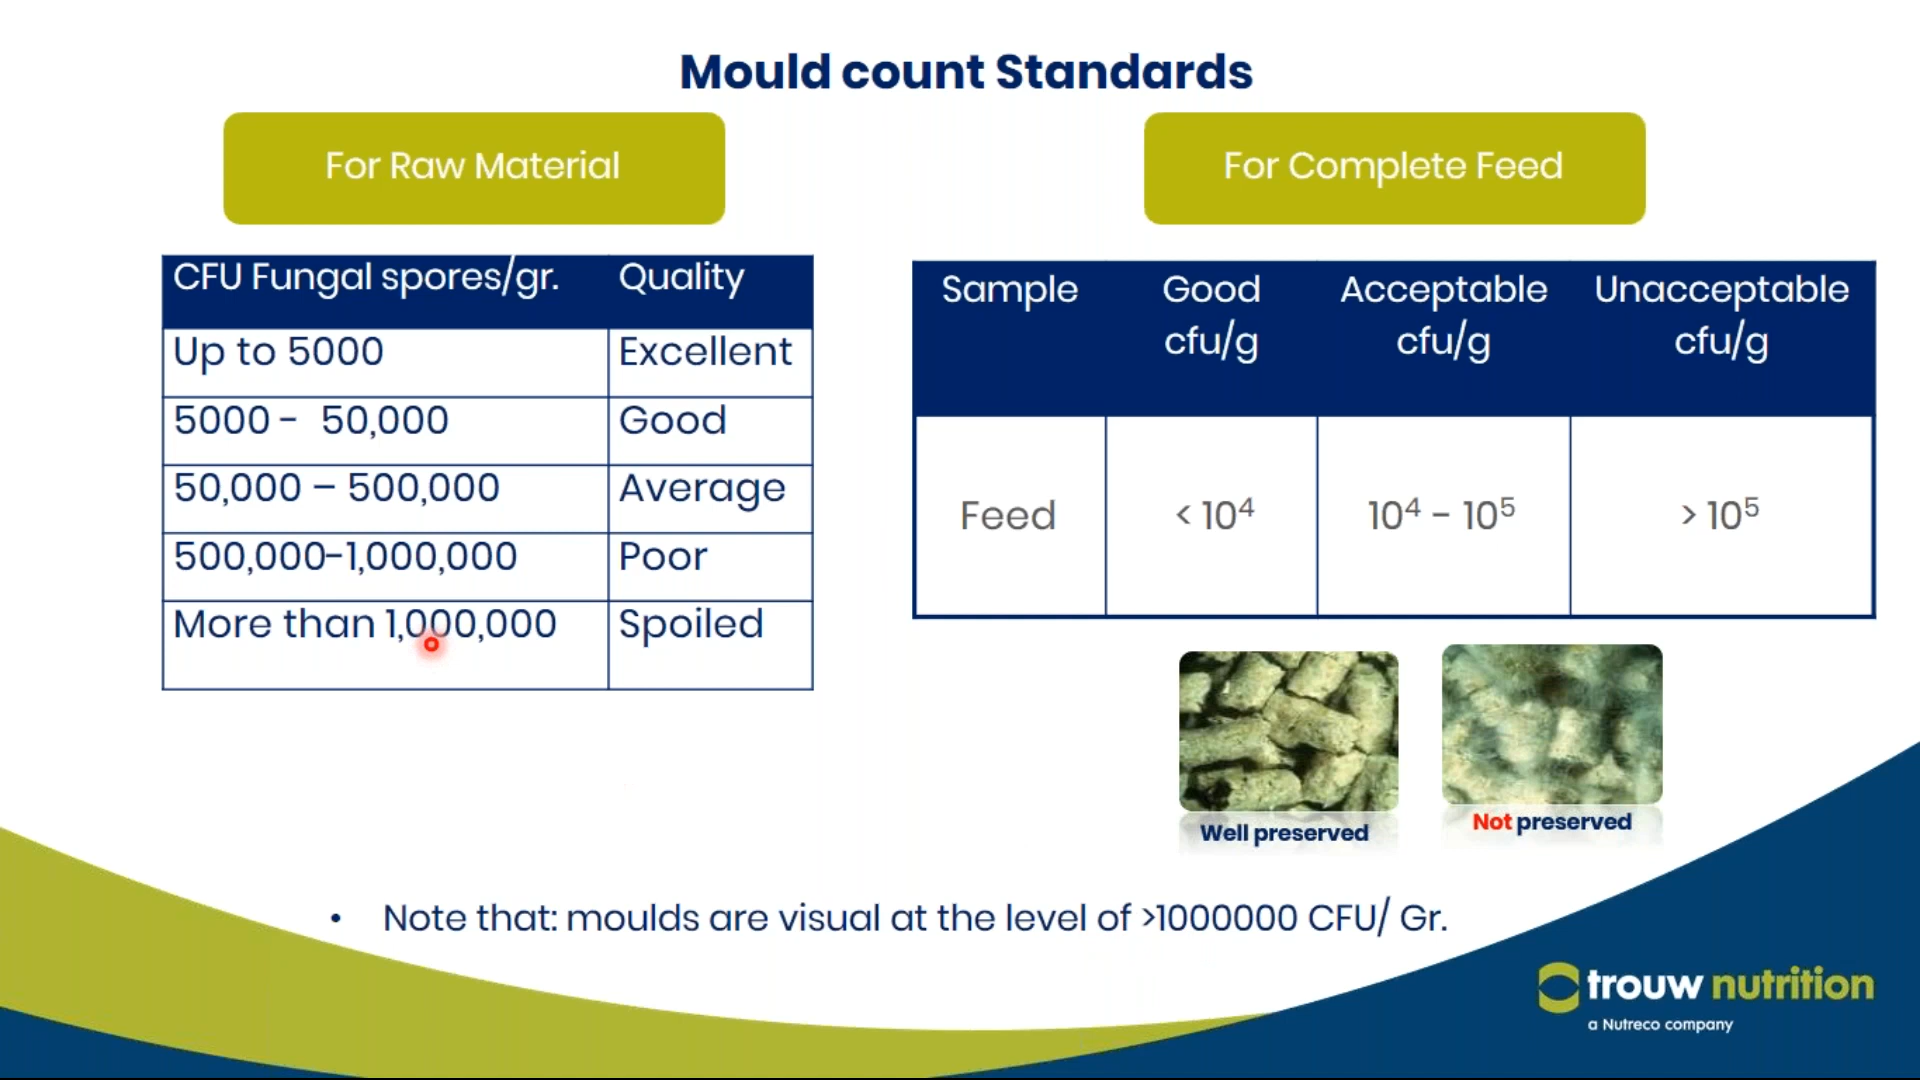 Mould count Standards
For Raw Material
CFU Fungal spores/gr. Quality
Up to 5000 Excellent
5000 - 50,000 Good
50,000 – 500,000 Average
500,000-1,000,000 Poor
More than 1,000,000 Spoiled
For Complete Feed
Sample Good Acceptable Unacceptable
cfu/g cfu/g cfu/g
Feed < 10⁴ 10⁴ - 10⁵ > 10⁵
Well preserved
Not preserved
• Note that: moulds are visual at the level of >1000000 CFU/ Gr.
trouw nutrition
a Nutreco company